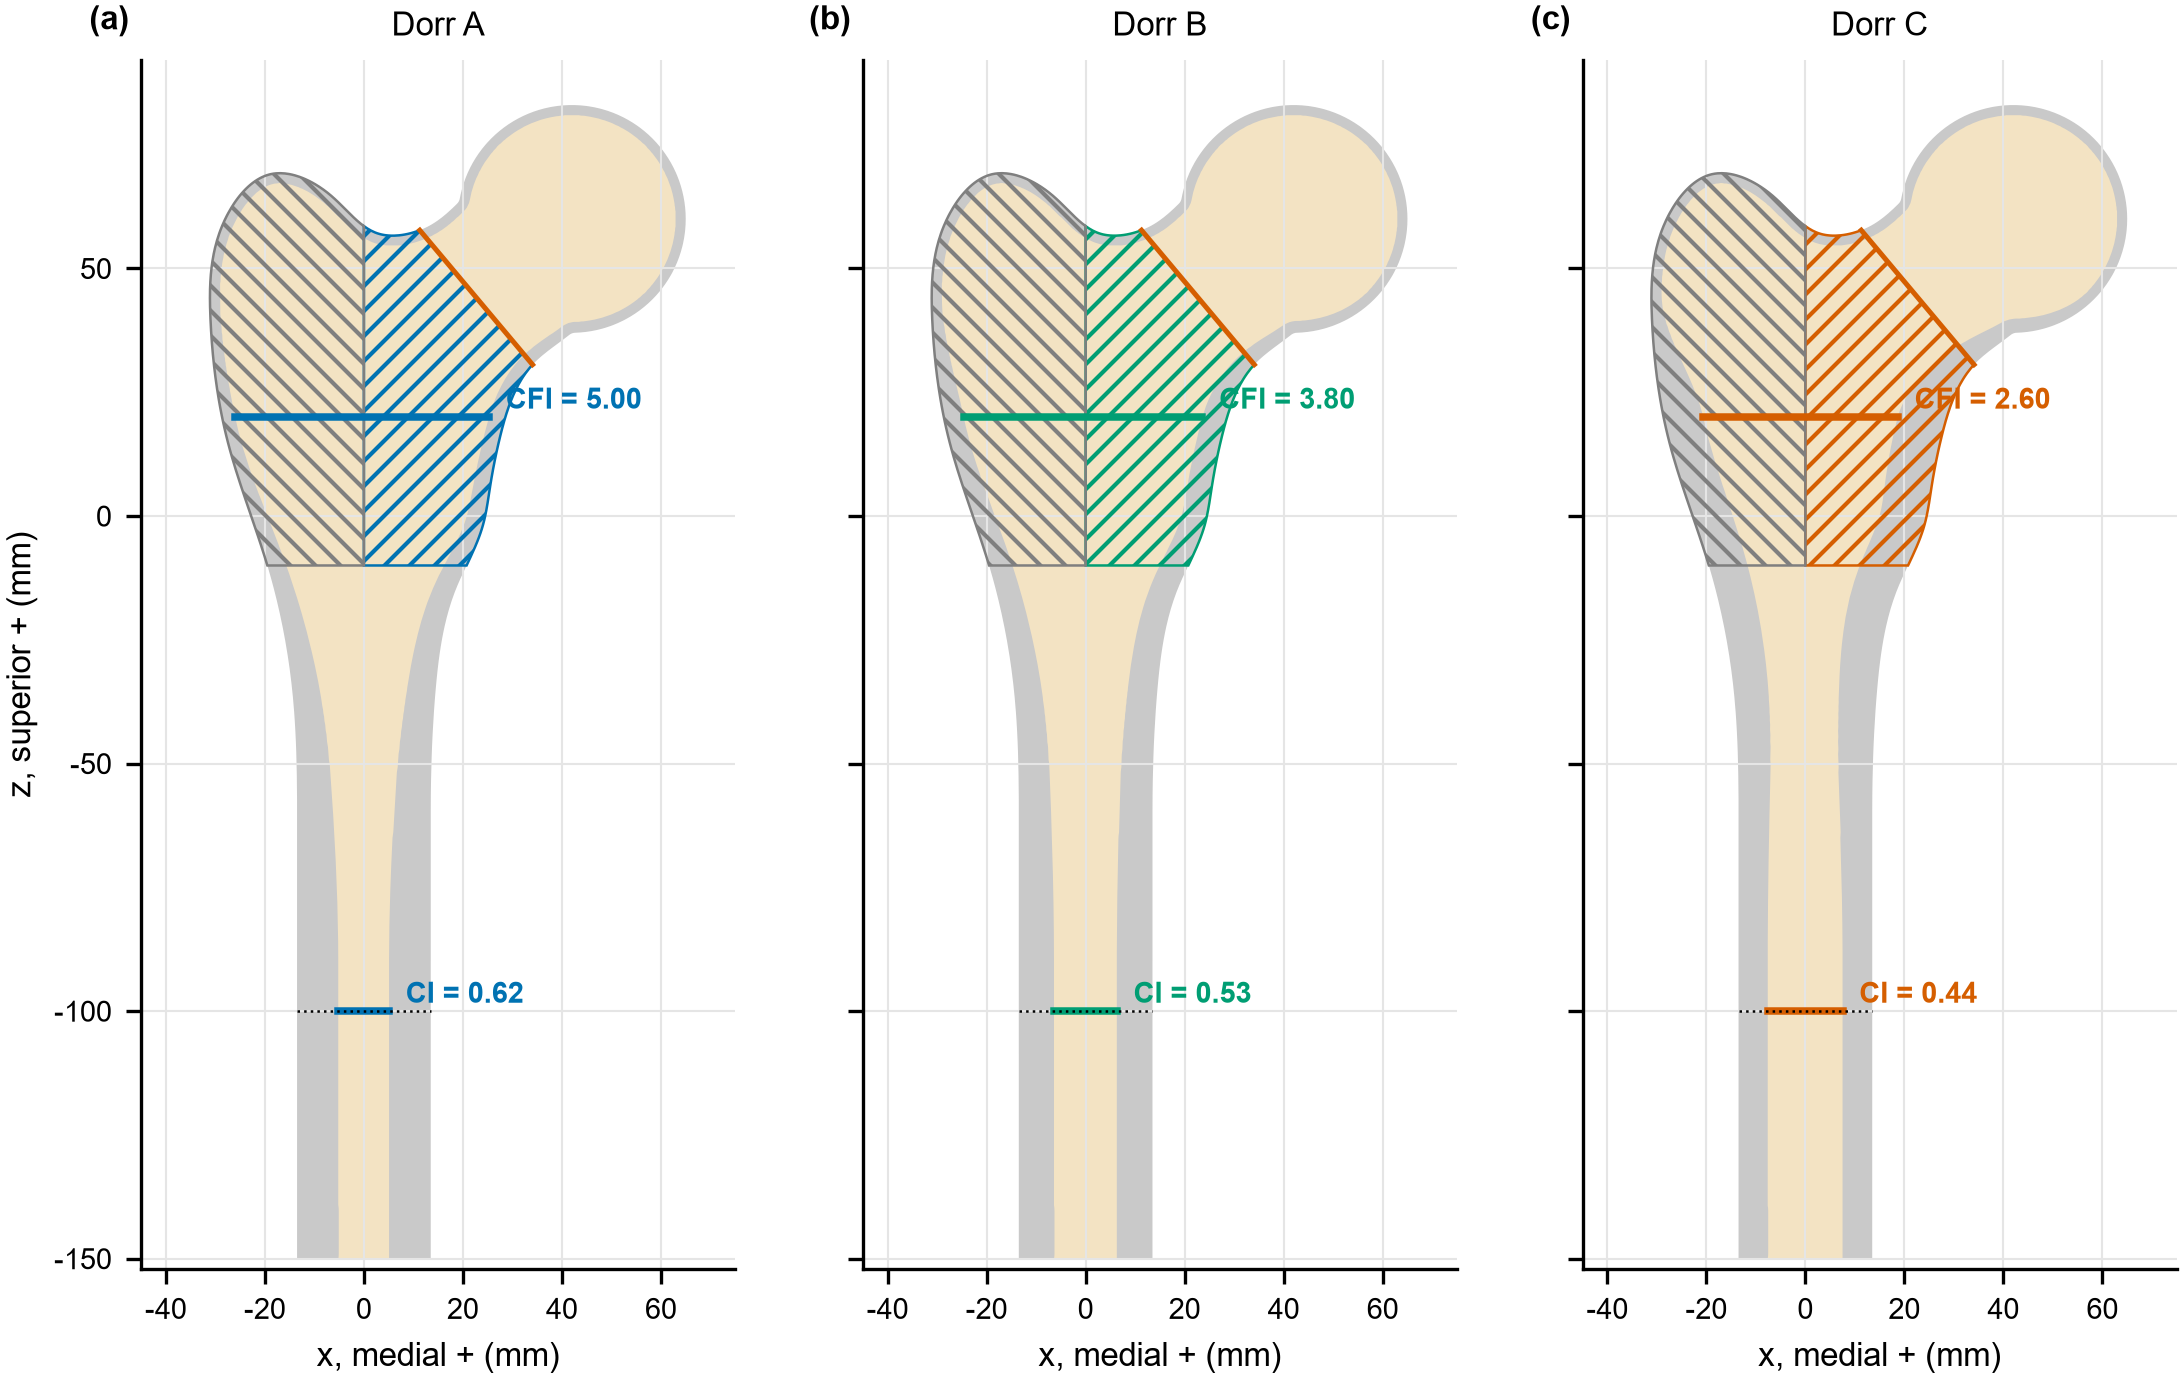 (a) Dorr A
(b) Dorr B
(c) Dorr C
z, superior + (mm)
50
0
-50
-100
-150
CFI = 5.00
CI = 0.62
-40 -20 0 20 40 60
x, medial + (mm)
CFI = 3.80
CI = 0.53
-40 -20 0 20 40 60
x, medial + (mm)
CFI = 2.60
CI = 0.44
-40 -20 0 20 40 60
x, medial + (mm)